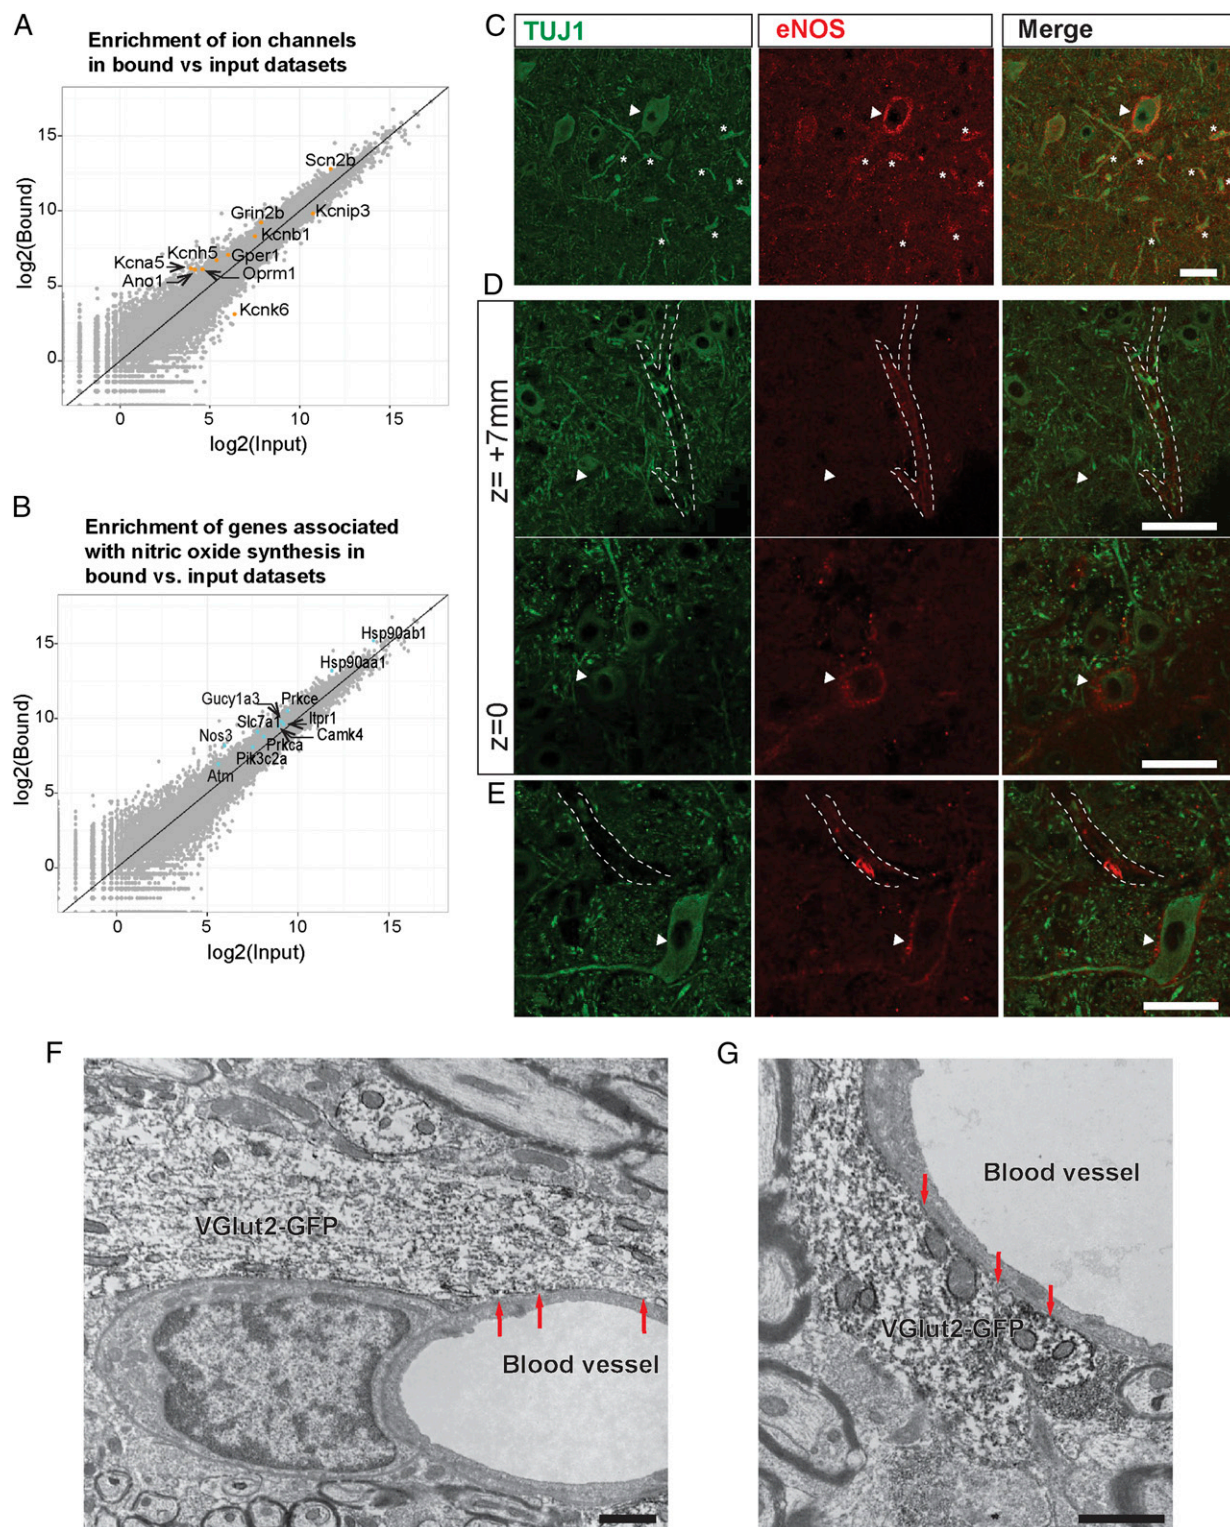 A
Enrichment of ion channels
in bound vs input datasets
log2(Bound)
15
10
5
0
Scn2b
Grin2b
Kcnip3
Kcnb1
Kcnh5
Gper1
Kcna5
Ano1
Oprm1
Kcnk6
0 5 10 15
log2(Input)
B
Enrichment of genes associated
with nitric oxide synthesis in
bound vs. input datasets
log2(Bound)
15
10
5
0
Hsp90ab1
Hsp90aa1
Gucy1a3 Prkce
Slc7a1 Itpr1
Nos3 Camk4
Prkca
Pik3c2a
Atm
0 5 10 15
log2(Input)
C
TUJ1 eNOS Merge
D
z= +7mm
z=0
E
F
VGlut2-GFP
Blood vessel
G
Blood vessel
VGlut2-GFP